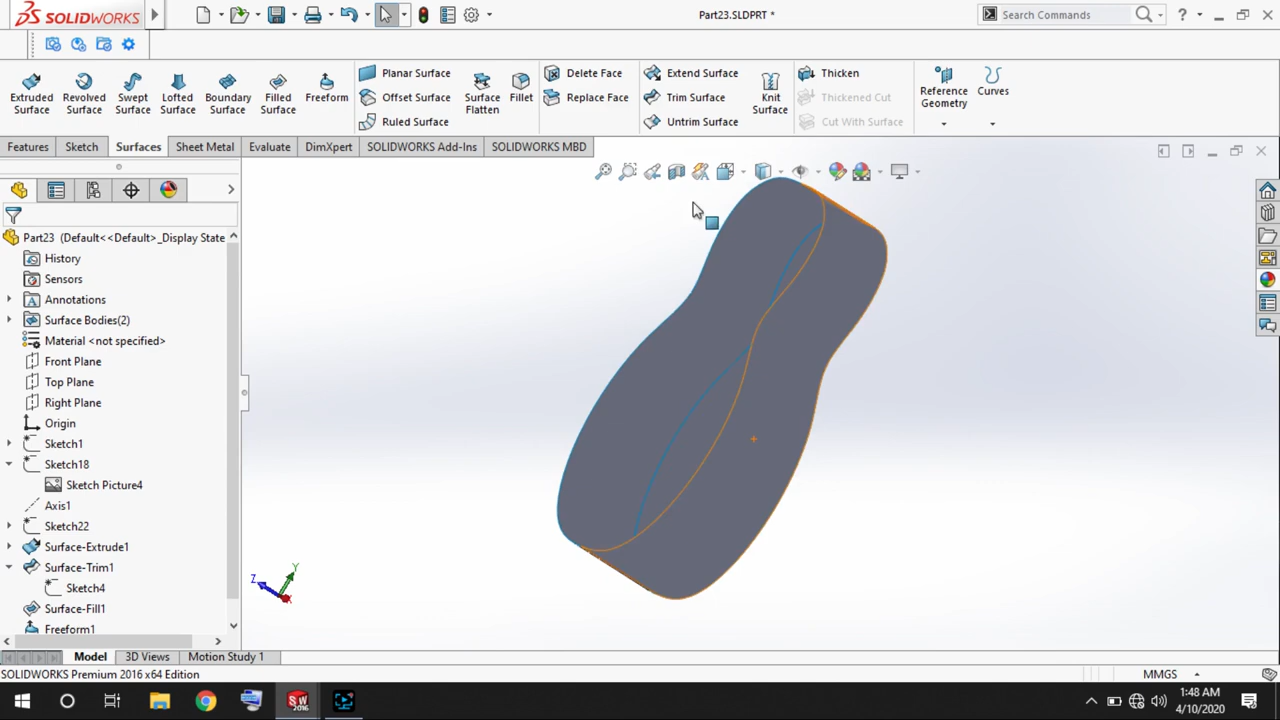 SOLIDWORKS
Part23.SLDPRT *
Search Commands
?
Extruded Surface
Revolved Surface
Swept Surface
Lofted Surface
Boundary Surface
Filled Surface
Freeform
Planar Surface
Offset Surface
Ruled Surface
Surface Flatten
Fillet
Delete Face
Replace Face
Extend Surface
Trim Surface
Untrim Surface
Knit Surface
Thicken
Thickened Cut
Cut With Surface
Reference Geometry
Curves
Features
Sketch
Surfaces
Sheet Metal
Evaluate
DimXpert
SOLIDWORKS Add-Ins
SOLIDWORKS MBD
Part23 (Default<<Default>_Display State
History
Sensors
Annotations
Surface Bodies(2)
Material <not specified>
Front Plane
Top Plane
Right Plane
Origin
Sketch1
Sketch18
Sketch Picture4
Axis1
Sketch22
Surface-Extrude1
Surface-Trim1
Sketch4
Surface-Fill1
Freeform1
Z
Y
X
Model
3D Views
Motion Study 1
SOLIDWORKS Premium 2016 x64 Edition
MMGS
SW
2016
1:48 AM
4/10/2020